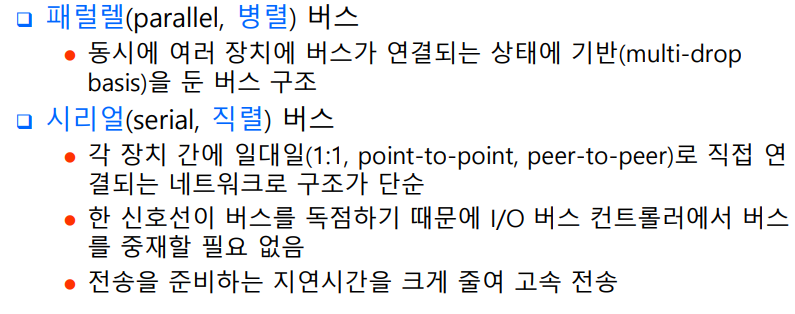 ❑ 패럴렐(parallel, 병렬) 버스
● 동시에 여러 장치에 버스가 연결되는 상태에 기반(multi-drop
basis)을 둔 버스 구조
❑ 시리얼(serial, 직렬) 버스
● 각 장치 간에 일대일(1:1, point-to-point, peer-to-peer)로 직접 연
결되는 네트워크로 구조가 단순
● 한 신호선이 버스를 독점하기 때문에 I/O 버스 컨트롤러에서 버스
를 중재할 필요 없음
● 전송을 준비하는 지연시간을 크게 줄여 고속 전송